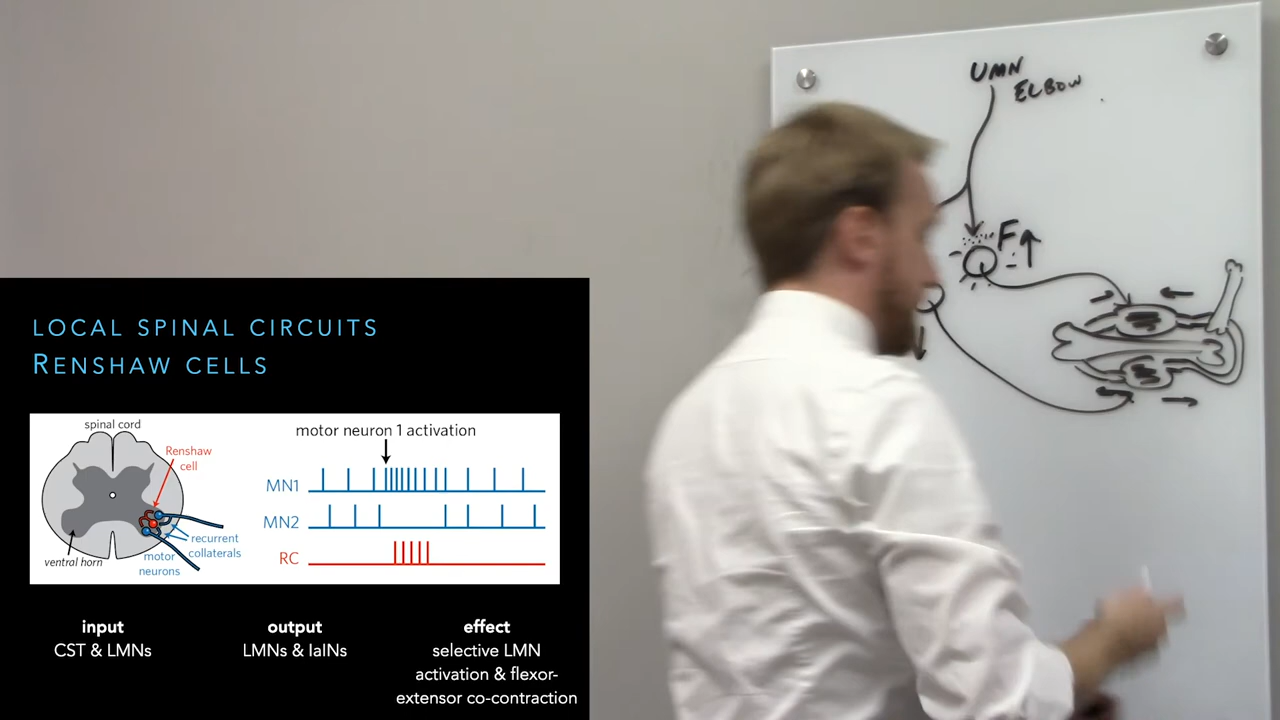 UMN
ELBOW
F
LOCAL SPINAL CIRCUITS
RENSHAW CELLS
spinal cord
Renshaw
cell
recurrent
collaterals
motor
neurons
ventral horn
motor neuron 1 activation
MN1
MN2
RC
input
CST & LMNs
output
LMNs & IaINs
effect
selective LMN
activation & flexor-
extensor co-contraction